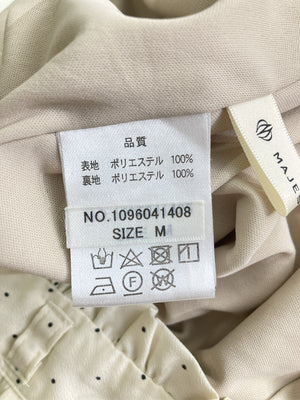 品質
表地 ポリエステル 100%
裏地 ポリエステル 100%
NO.1096041408
SIZE M
MAJE